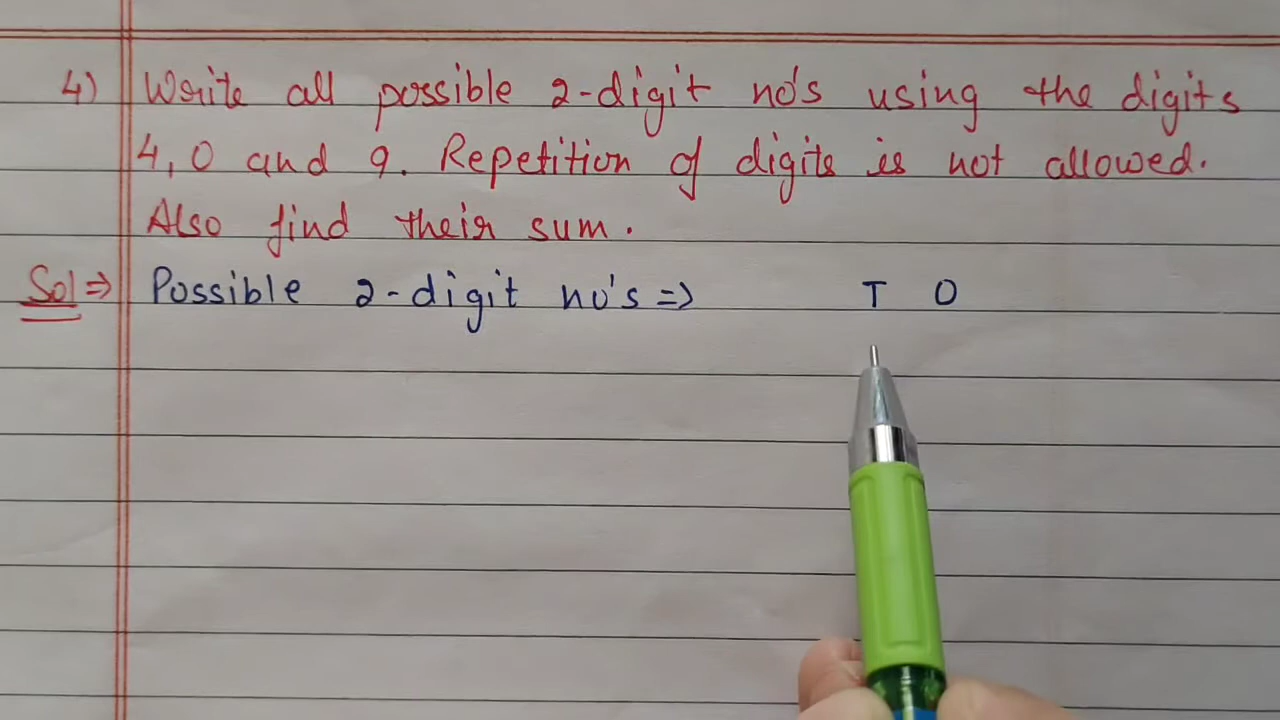 4) Write all possible 2-digit no's using the digits
4, 0 and 9. Repetition of digits is not allowed.
Also find their sum.
Sol ⇒ Possible 2-digit no's ⇒ T O